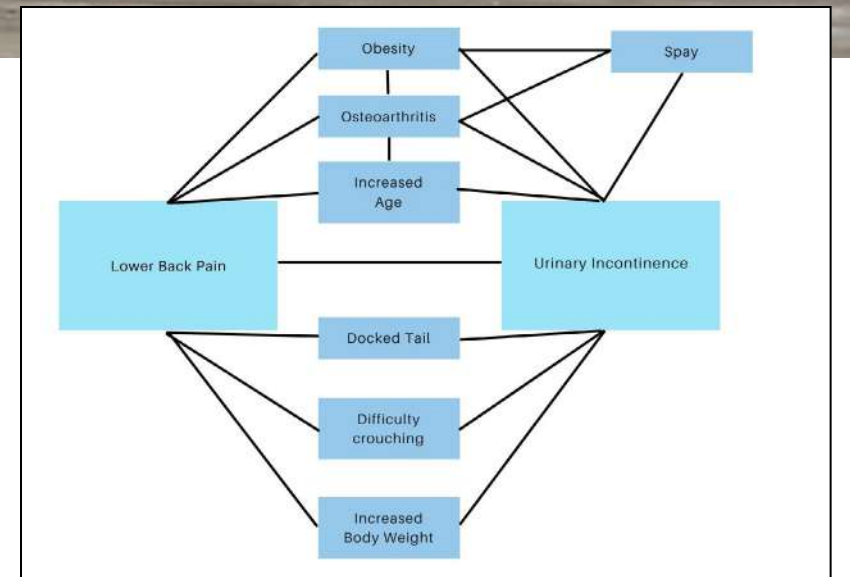 Obesity
Spay
Osteoarthritis
Increased
Age
Lower Back Pain
Urinary Incontinence
Docked Tail
Difficulty
crouching
Increased
Body Weight